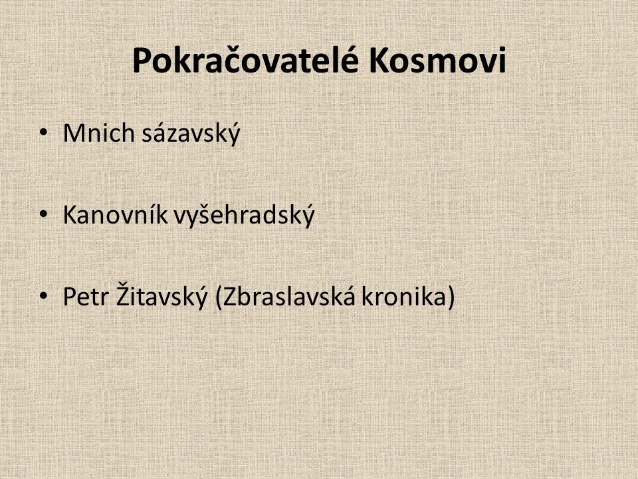 Pokračovatelé Kosmovi
• Mnich sázavský
• Kanovník vyšehradský
• Petr Žitavský (Zbraslavská kronika)